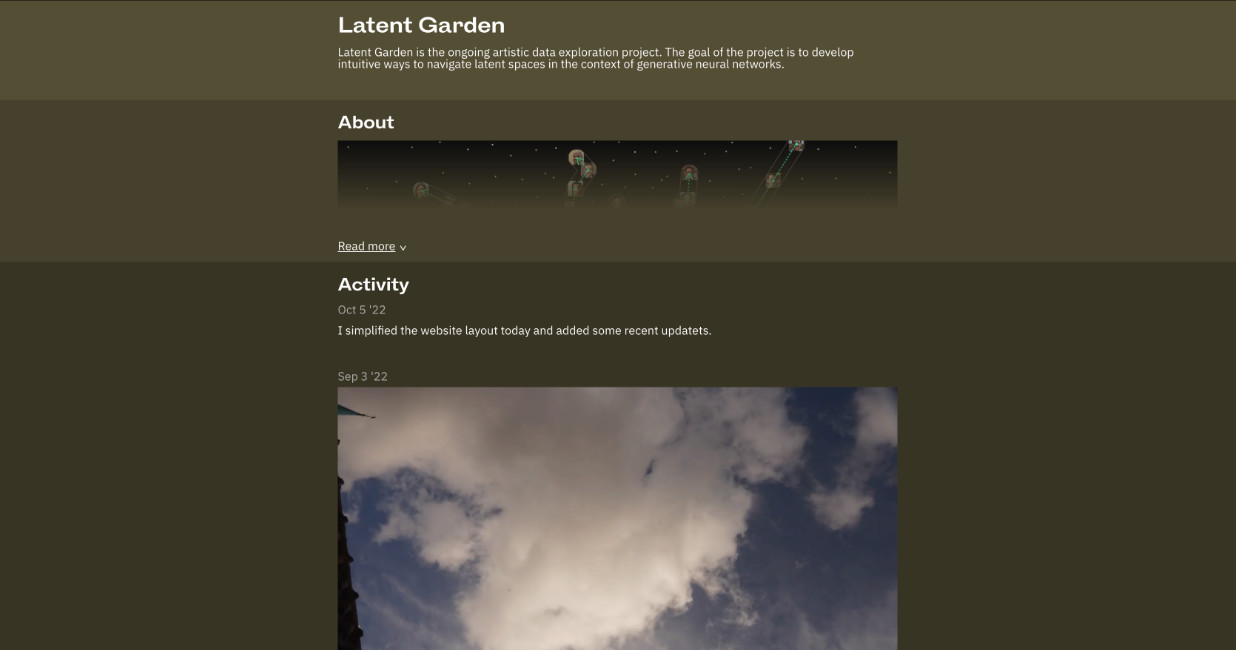 Latent Garden
Latent Garden is the ongoing artistic data exploration project. The goal of the project is to develop
intuitive ways to navigate latent spaces in the context of generative neural networks.
About
Read more
Activity
Oct 5 '22
I simplified the website layout today and added some recent updatets.
Sep 3 '22